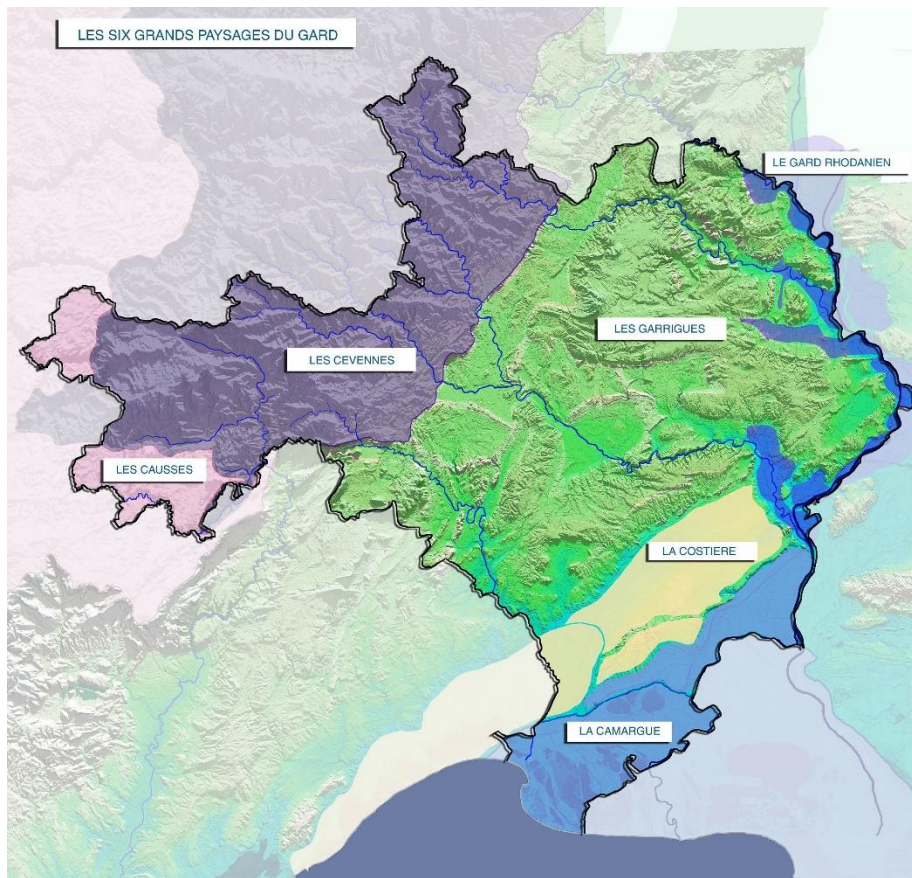 LES SIX GRANDS PAYSAGES DU GARD
LE GARD RHODANIEN
LES GARRIGUES
LES CEVENNES
LES CAUSSES
LA COSTIERE
LA CAMARGUE